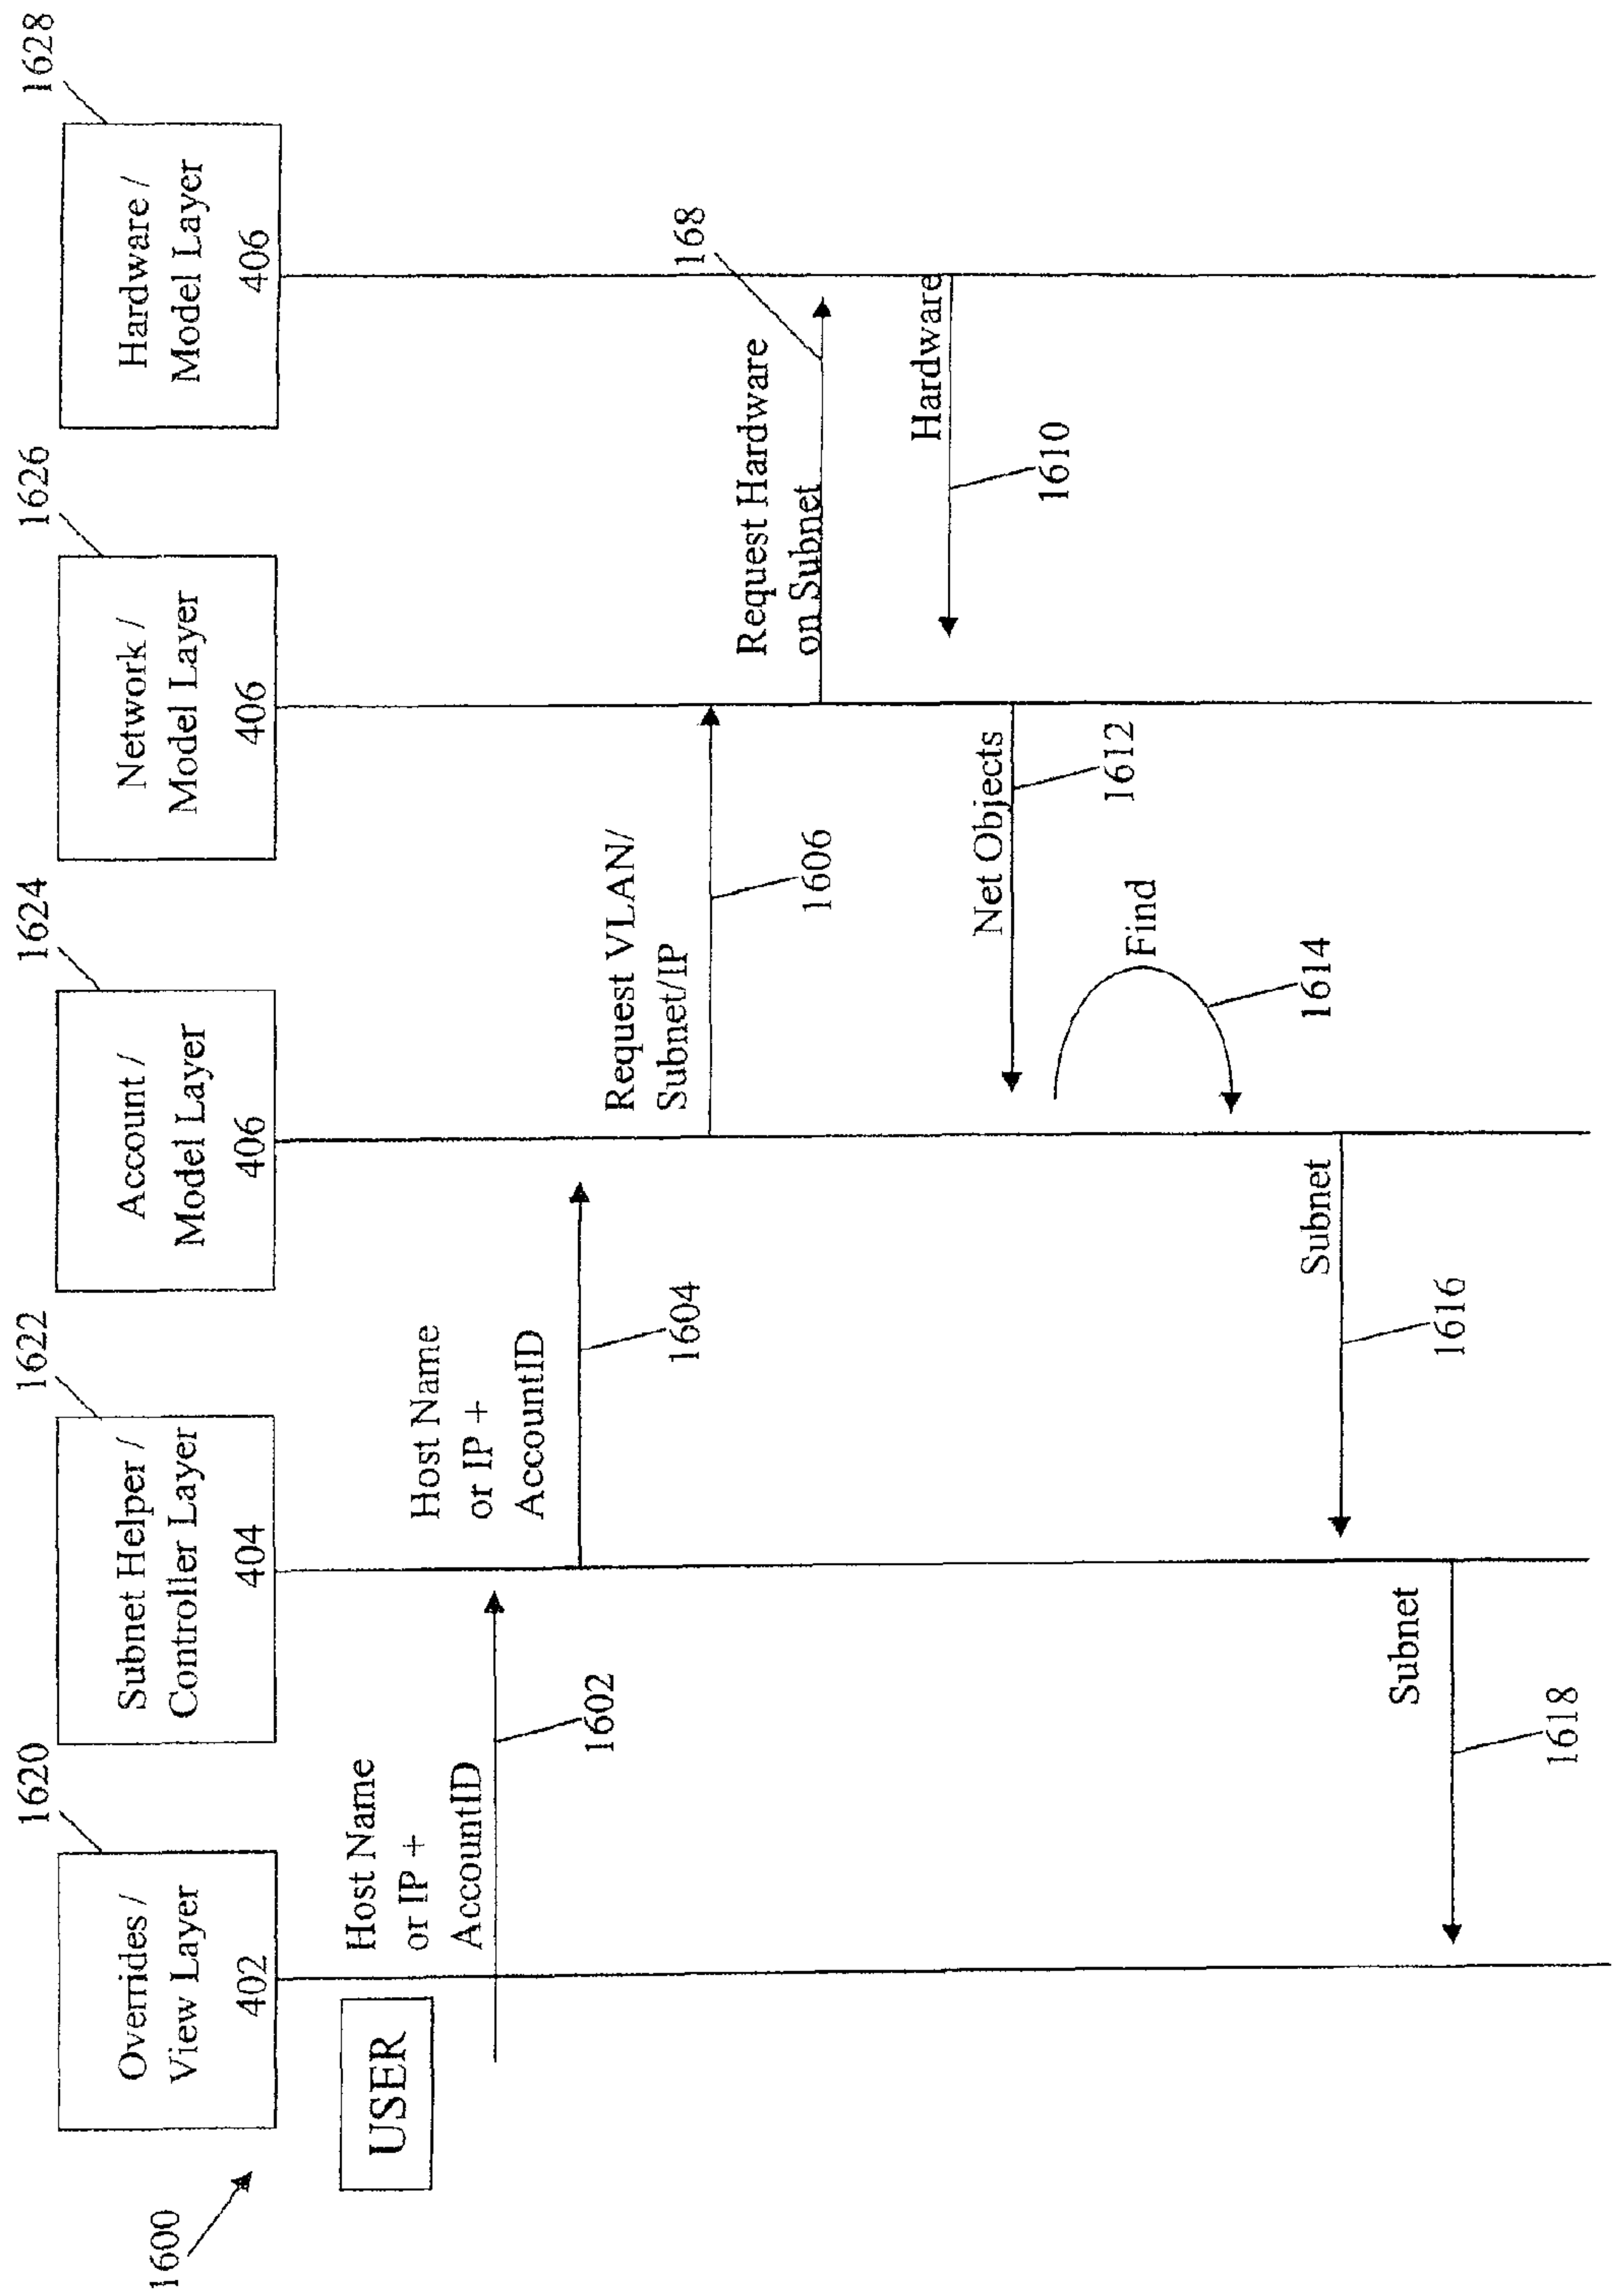 1600
1620
Overrides /
View Layer
402
1622
Subnet Helper /
Controller Layer
404
1624
Account /
Model Layer
406
1626
Network /
Model Layer
406
1628
Hardware /
Model Layer
406
USER
Host Name
or IP +
AccountID
1602
Host Name
or IP +
AccountID
1604
Request VLAN/
Subnet/IP
1606
Request Hardware
on Subnet
168
Hardware
1610
Net Objects
1612
Find
1614
Subnet
1616
Subnet
1618